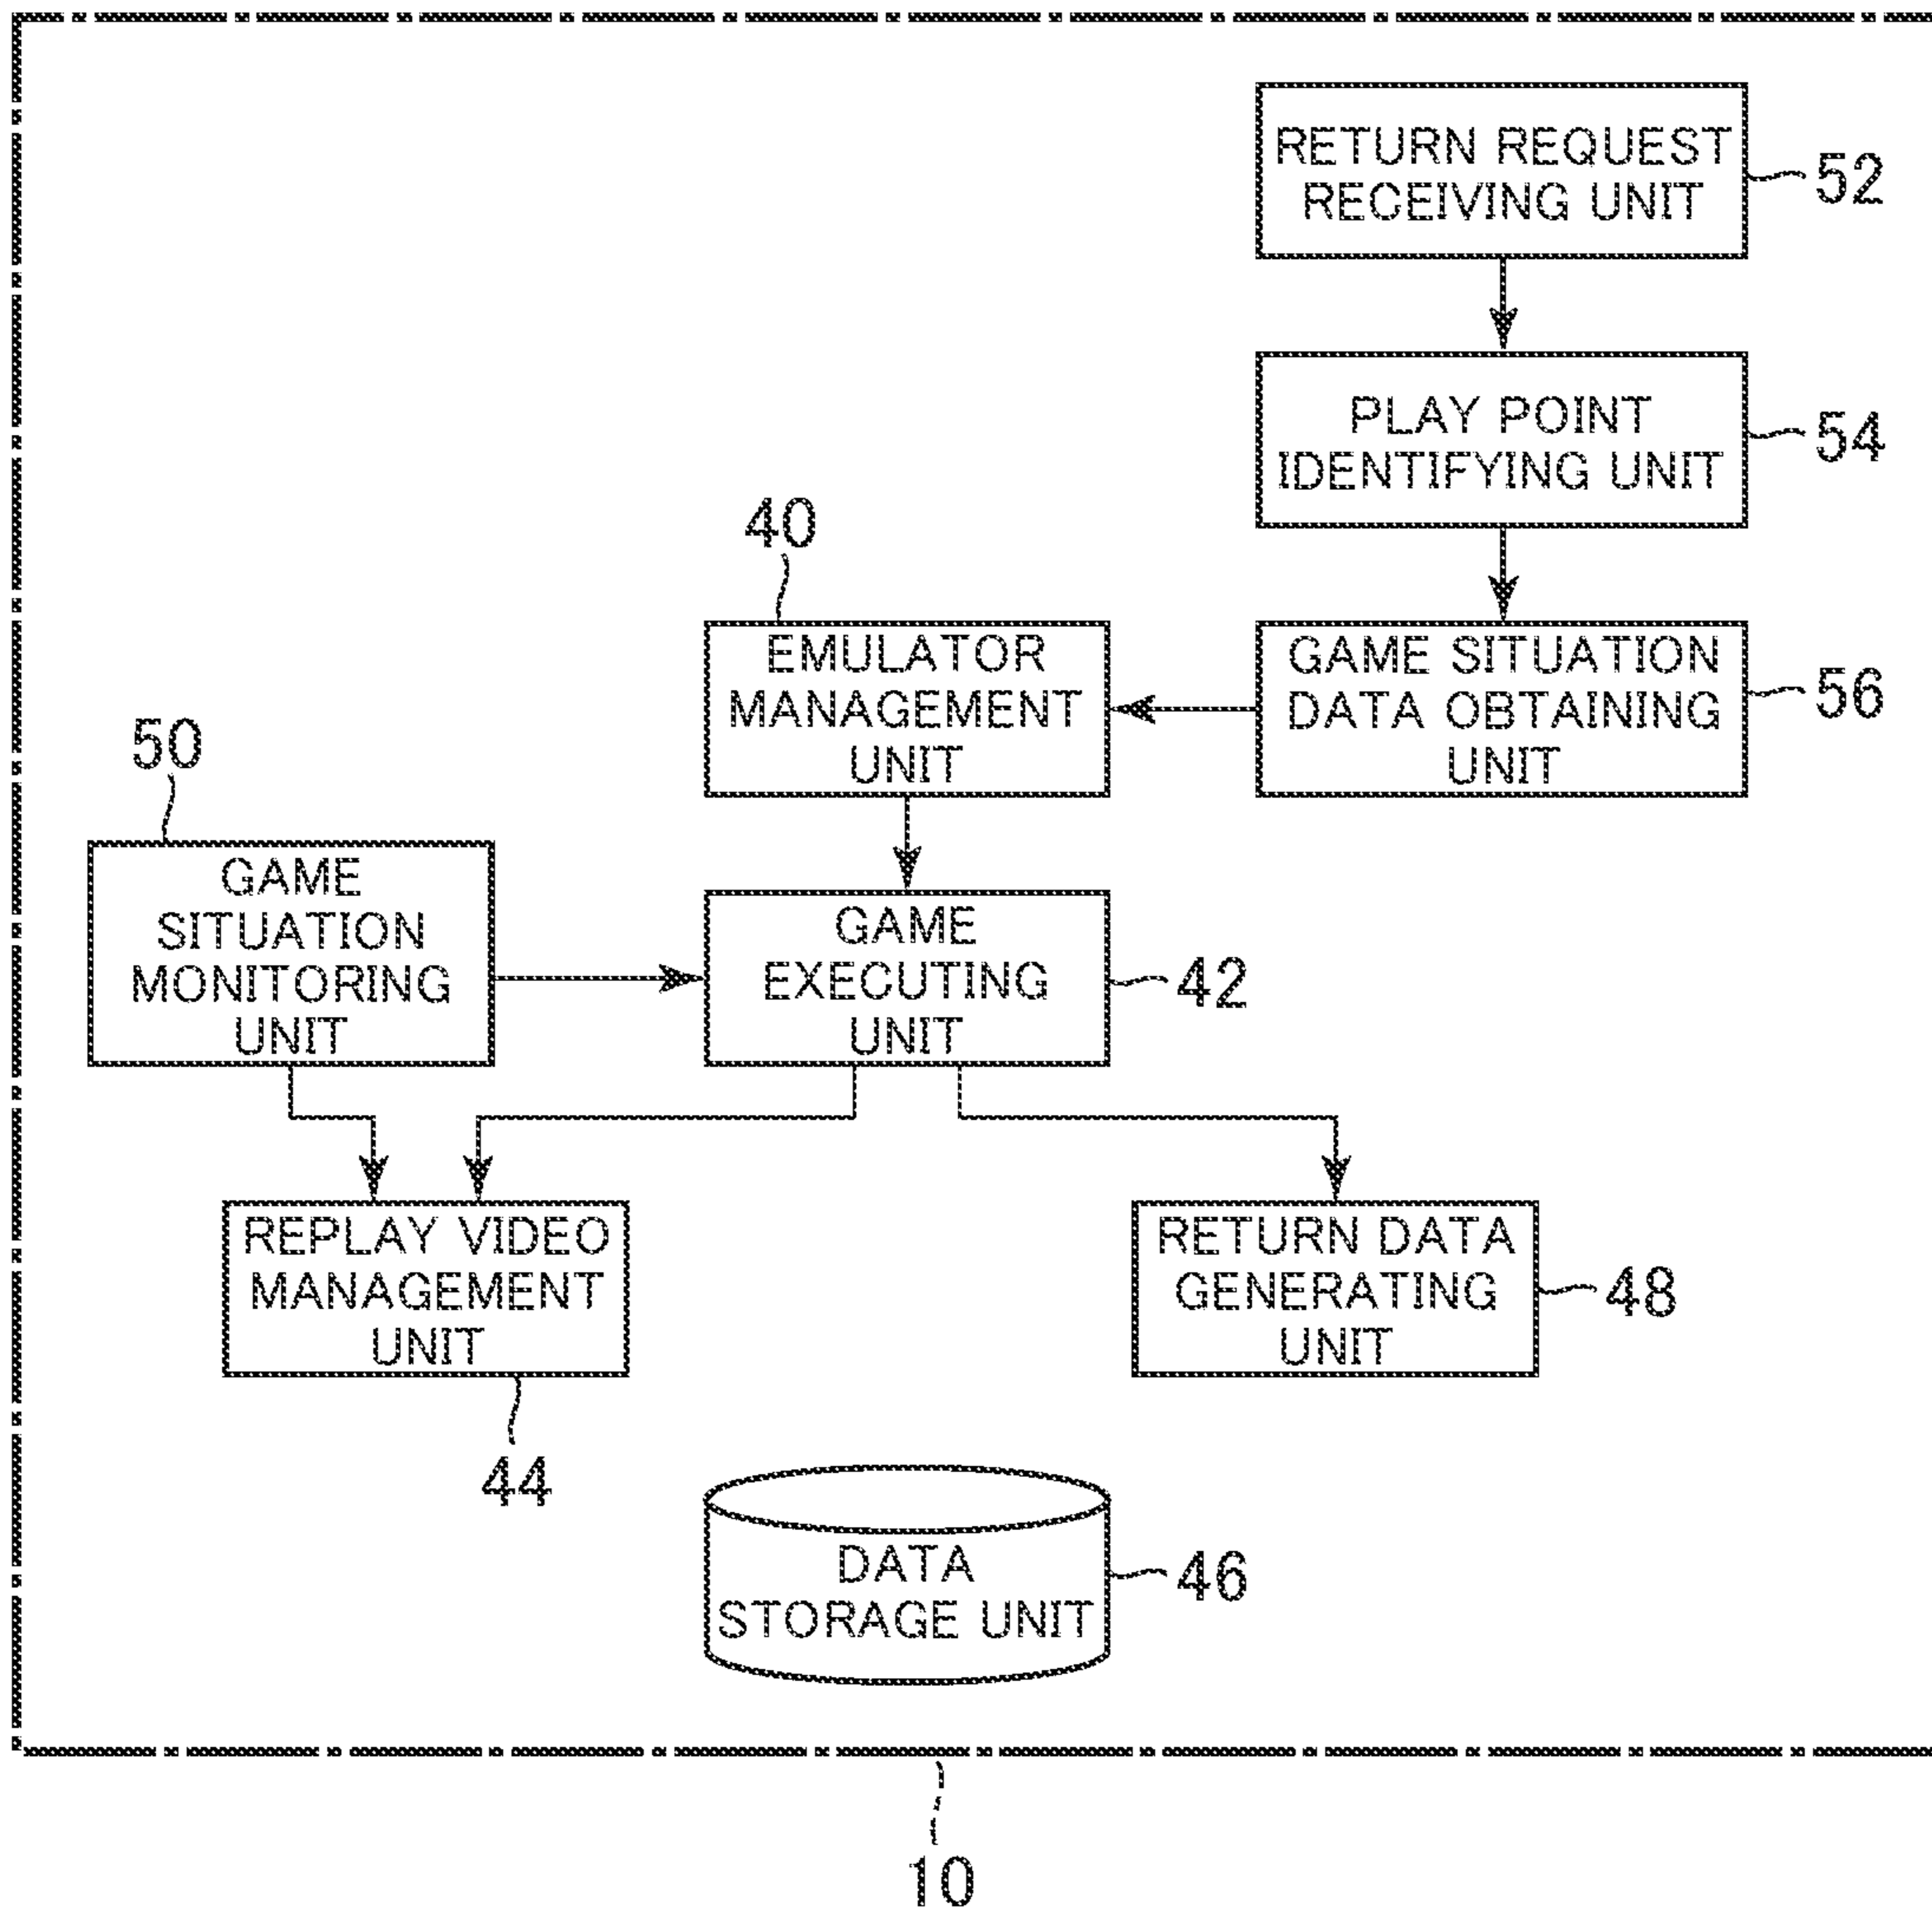 RETURN REQUEST
RECEIVING UNIT
52
PLAY POINT
IDENTIFYING UNIT
54
40
EMULATOR
MANAGEMENT
UNIT
GAME SITUATION
DATA OBTAINING
UNIT
56
50
GAME
SITUATION
MONITORING
UNIT
GAME
EXECUTING
UNIT
42
REPLAY VIDEO
MANAGEMENT
UNIT
44
RETURN DATA
GENERATING
UNIT
48
DATA
STORAGE UNIT
46
10